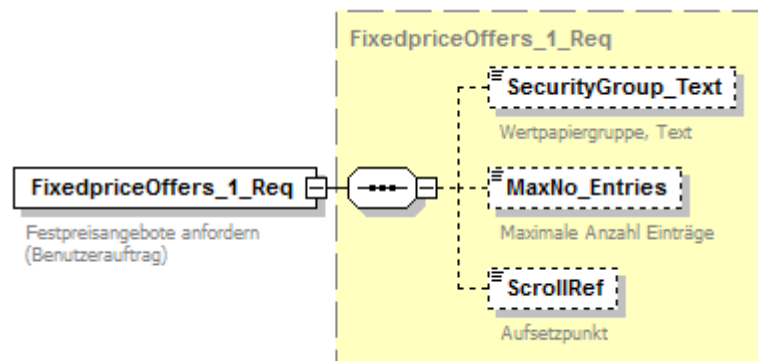 FixedpriceOffers_1_Req
SecurityGroup_Text
Wertpapiergruppe, Text
FixedpriceOffers_1_Req
Festpreisangebote anfordern
(Benutzerauftrag)
MaxNo_Entries
Maximale Anzahl Einträge
ScrollRef
Aufsetzpunkt